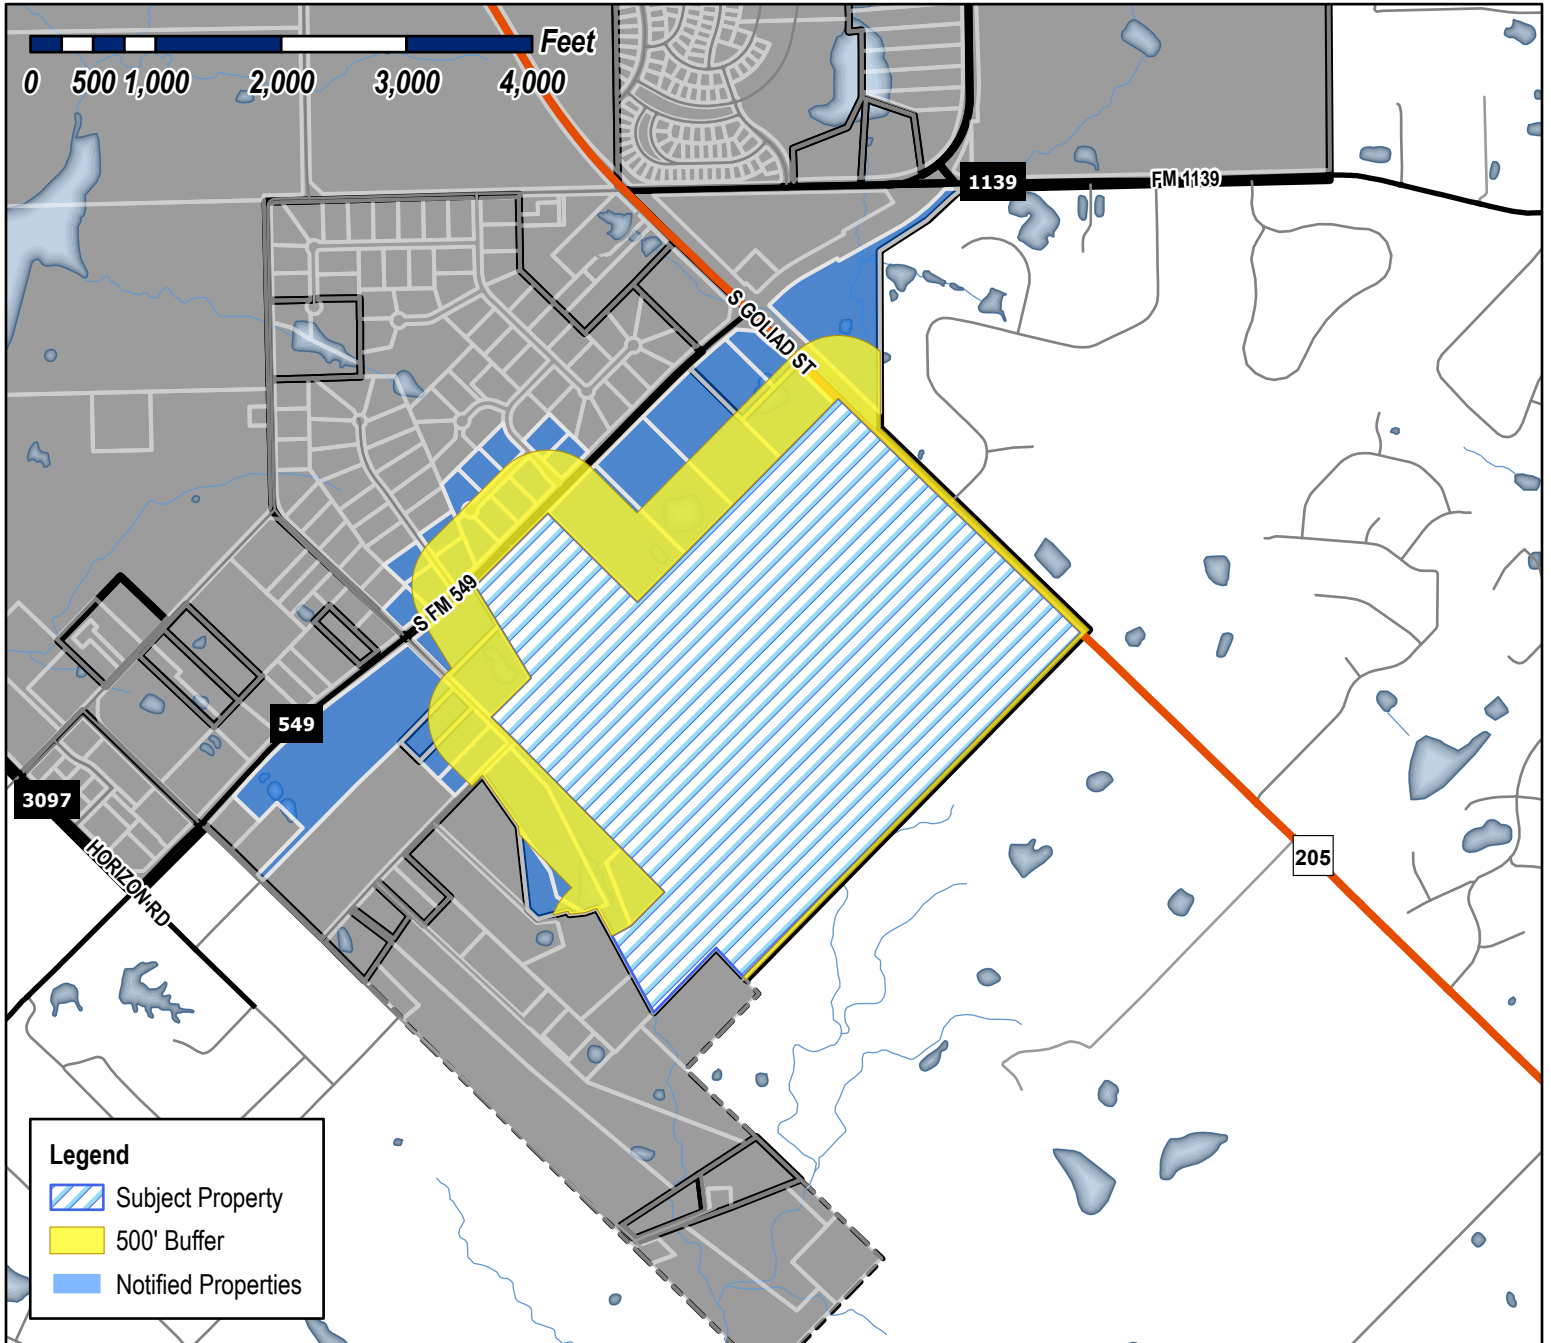 Feet
0 500 1,000 2,000 3,000 4,000
1139
FM 1139
S GOLIAD ST
S FM 549
549
3097
HORIZON RD
205
Legend
Subject Property
500' Buffer
Notified Properties